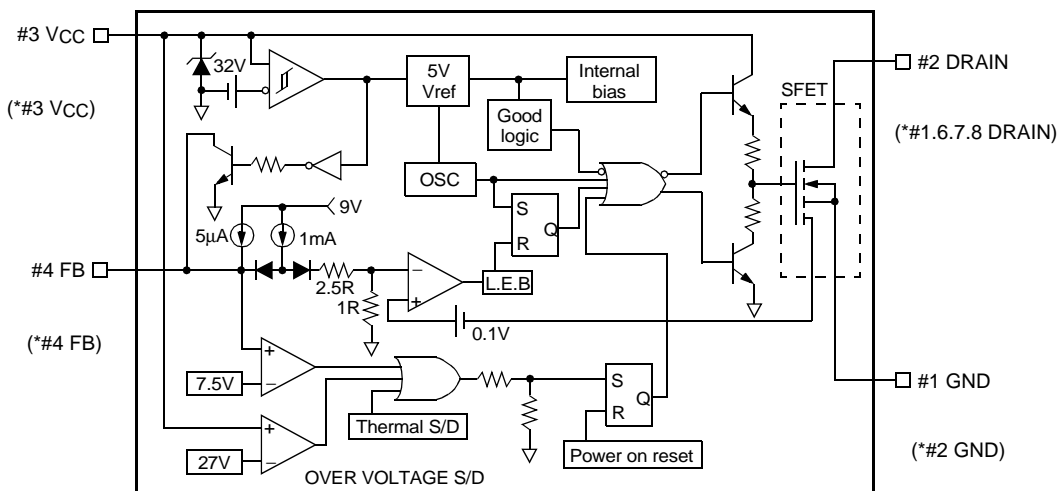 #3 VCC
32V
5V
Vref
Internal
bias
#2 DRAIN
SFET
(*#3 VCC)
Good
logic
(*#1.6.7.8 DRAIN)
OSC
9V
5μA
1mA
S
Q
R
#4 FB
2.5R
−
L.E.B
1R
+
0.1V
(*#4 FB)
+
7.5V
−
S
#1 GND
Q
Thermal S/D
R
+
27V
−
Power on reset
(*#2 GND)
OVER VOLTAGE S/D